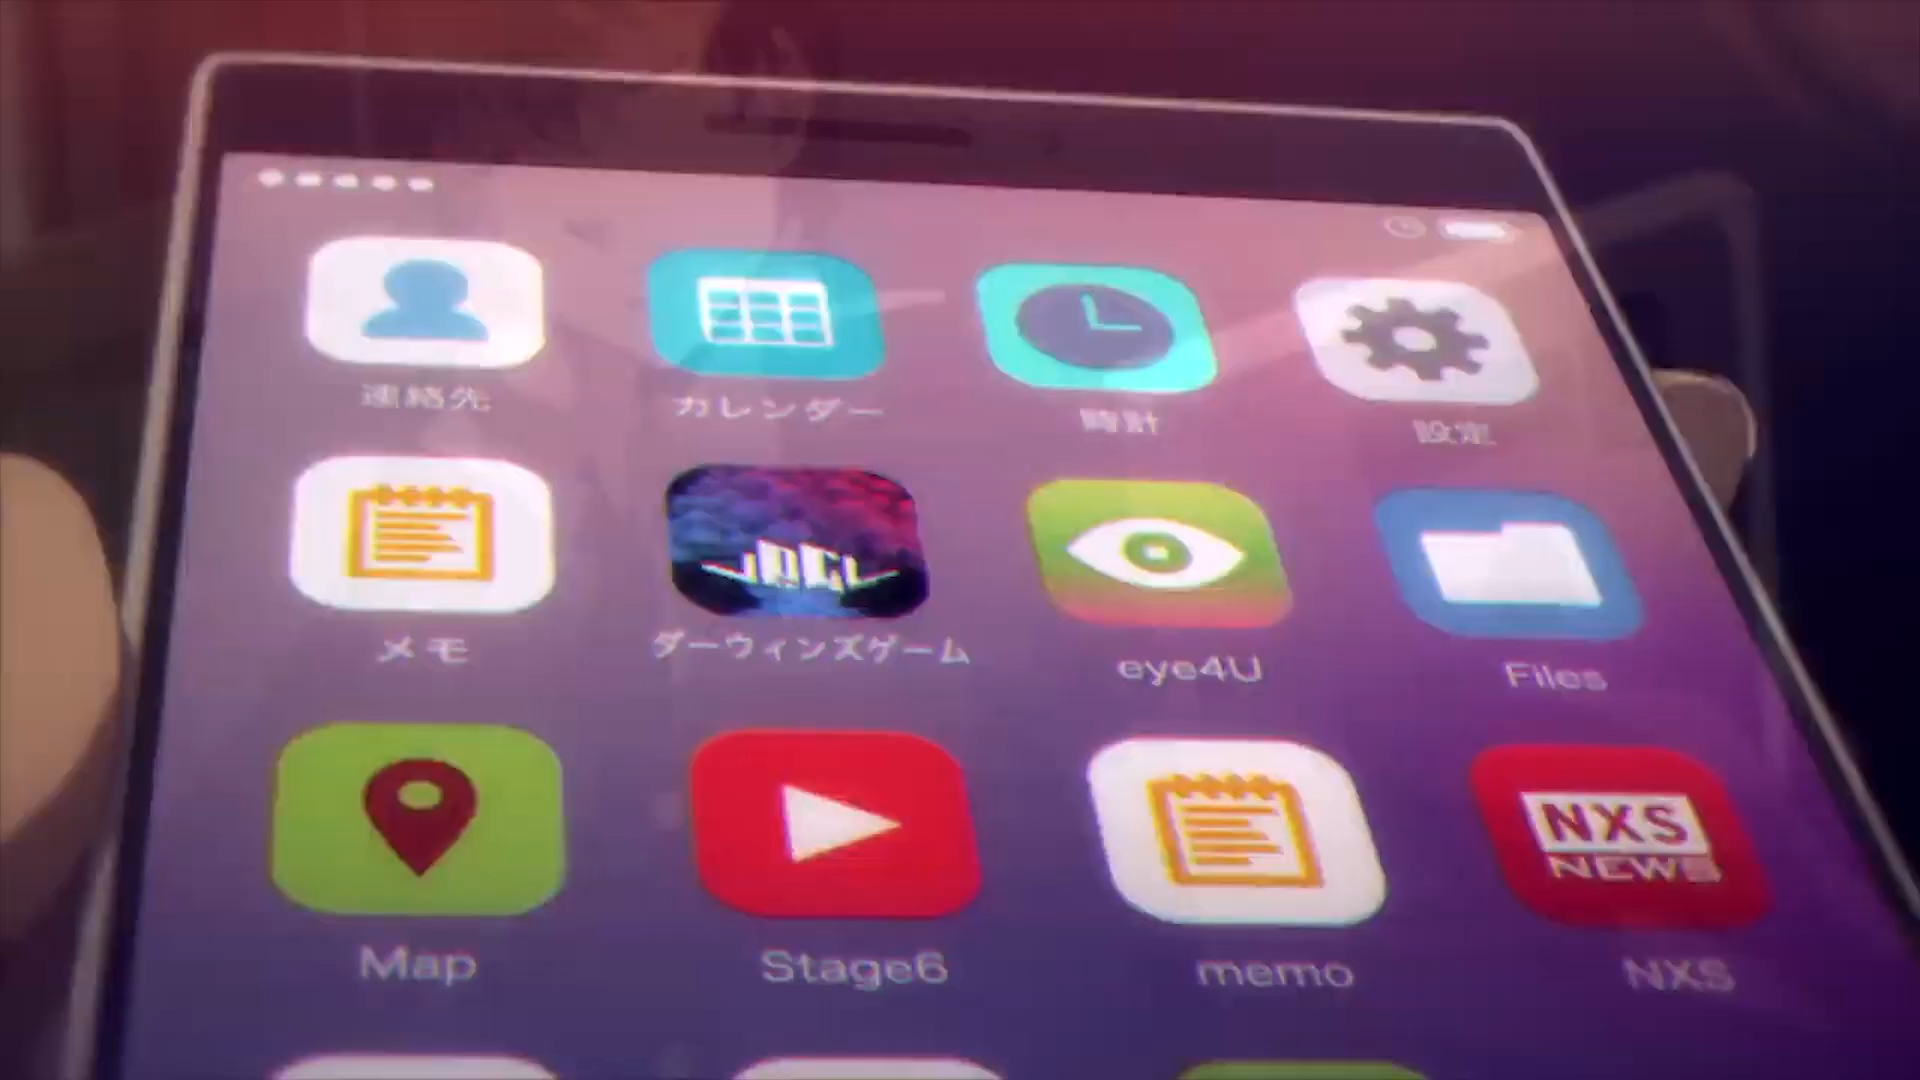 連絡先
カレンダー
時計
設定
メモ
ダーウィンズゲーム
eye4U
Files
NXS
NEWS
Map
Stage6
memo
NXS